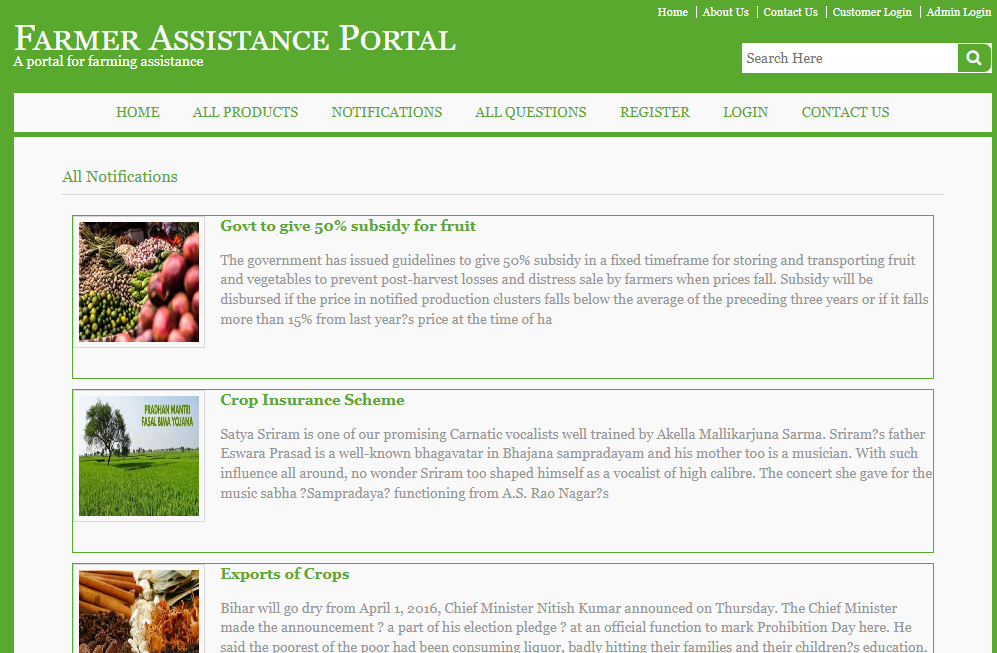 Home | About Us | Contact Us | Customer Login | Admin Login
Farmer Assistance Portal
A portal for farming assistance
Search Here
HOME ALL PRODUCTS NOTIFICATIONS ALL QUESTIONS REGISTER LOGIN CONTACT US
All Notifications
Govt to give 50% subsidy for fruit
The government has issued guidelines to give 50% subsidy in a fixed timeframe for storing and transporting fruit
and vegetables to prevent post-harvest losses and distress sale by farmers when prices fall. Subsidy will be
disbursed if the price in notified production clusters falls below the average of the preceding three years or if it falls
more than 15% from last year?s price at the time of ha
PRADHAN MANTRI
FASAL BIMA YOJANA
Crop Insurance Scheme
Satya Sriram is one of our promising Carnatic vocalists well trained by Akella Mallikarjuna Sarma. Sriram?s father
Eswara Prasad is a well-known bhagavatar in Bhajana sampradayam and his mother too is a musician. With such
influence all around, no wonder Sriram too shaped himself as a vocalist of high calibre. The concert she gave for the
music sabha ?Sampradaya? functioning from A.S. Rao Nagar?s
Exports of Crops
Bihar will go dry from April 1, 2016, Chief Minister Nitish Kumar announced on Thursday. The Chief Minister
made the announcement ? a part of his election pledge ? at an official function to mark Prohibition Day here. He
said the poorest of the poor had been consuming liquor, badly hitting their families and their children?s education.